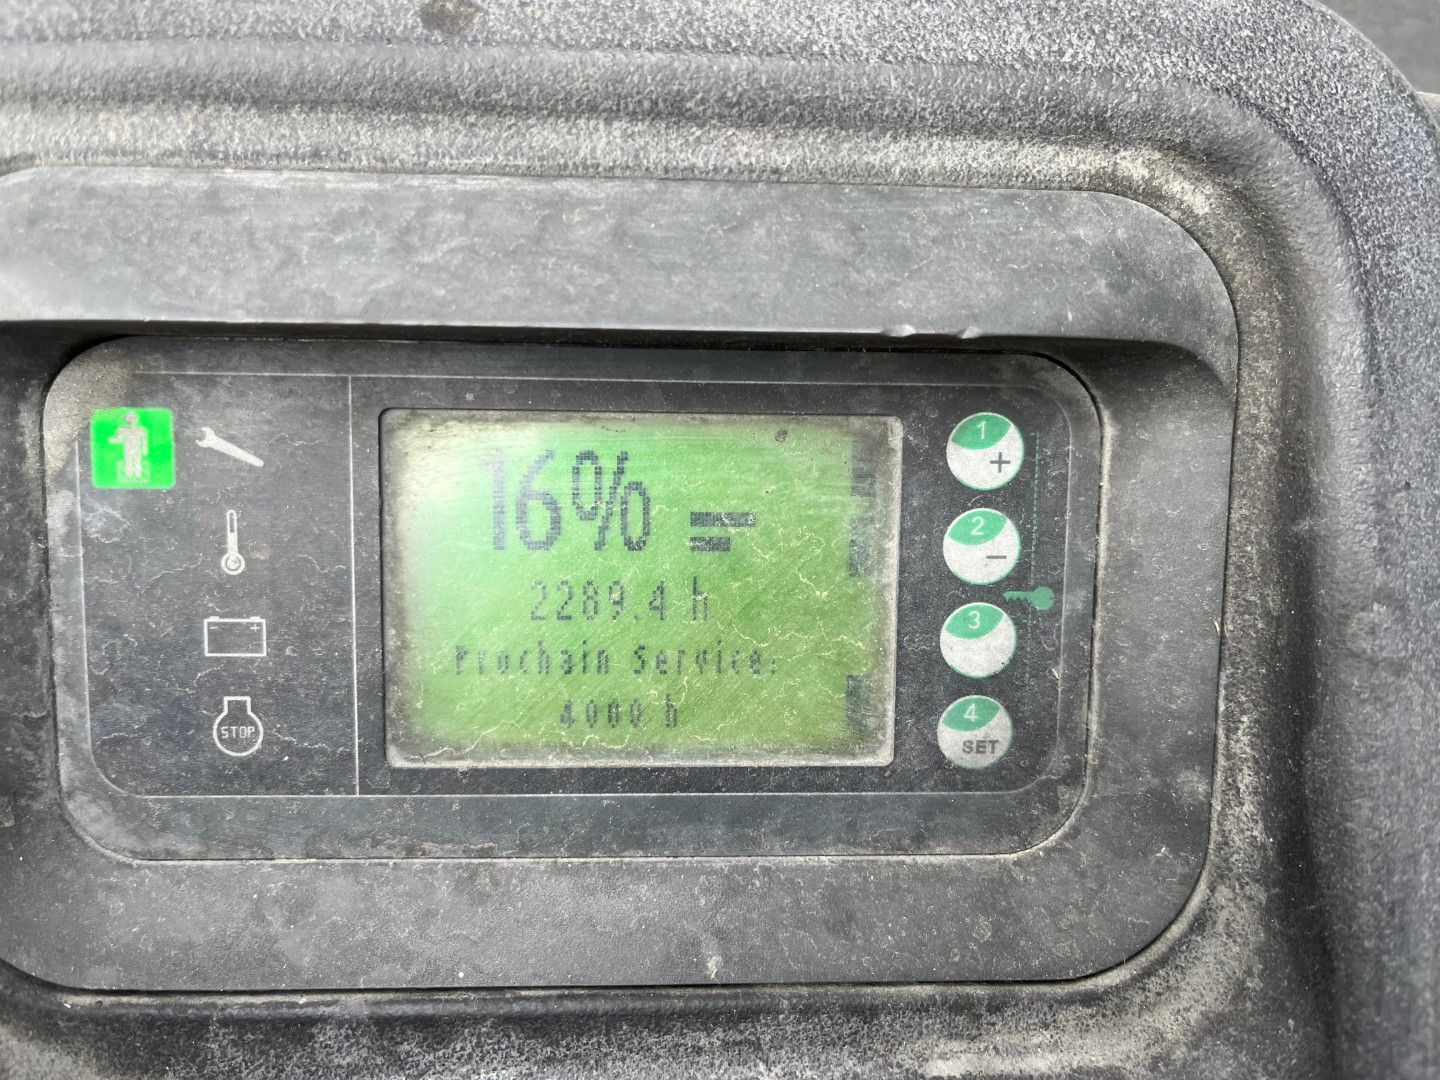 16%
2289.4 h
Prochain Service:
4000 h
STOP
1
+
2
−
3
4
SET